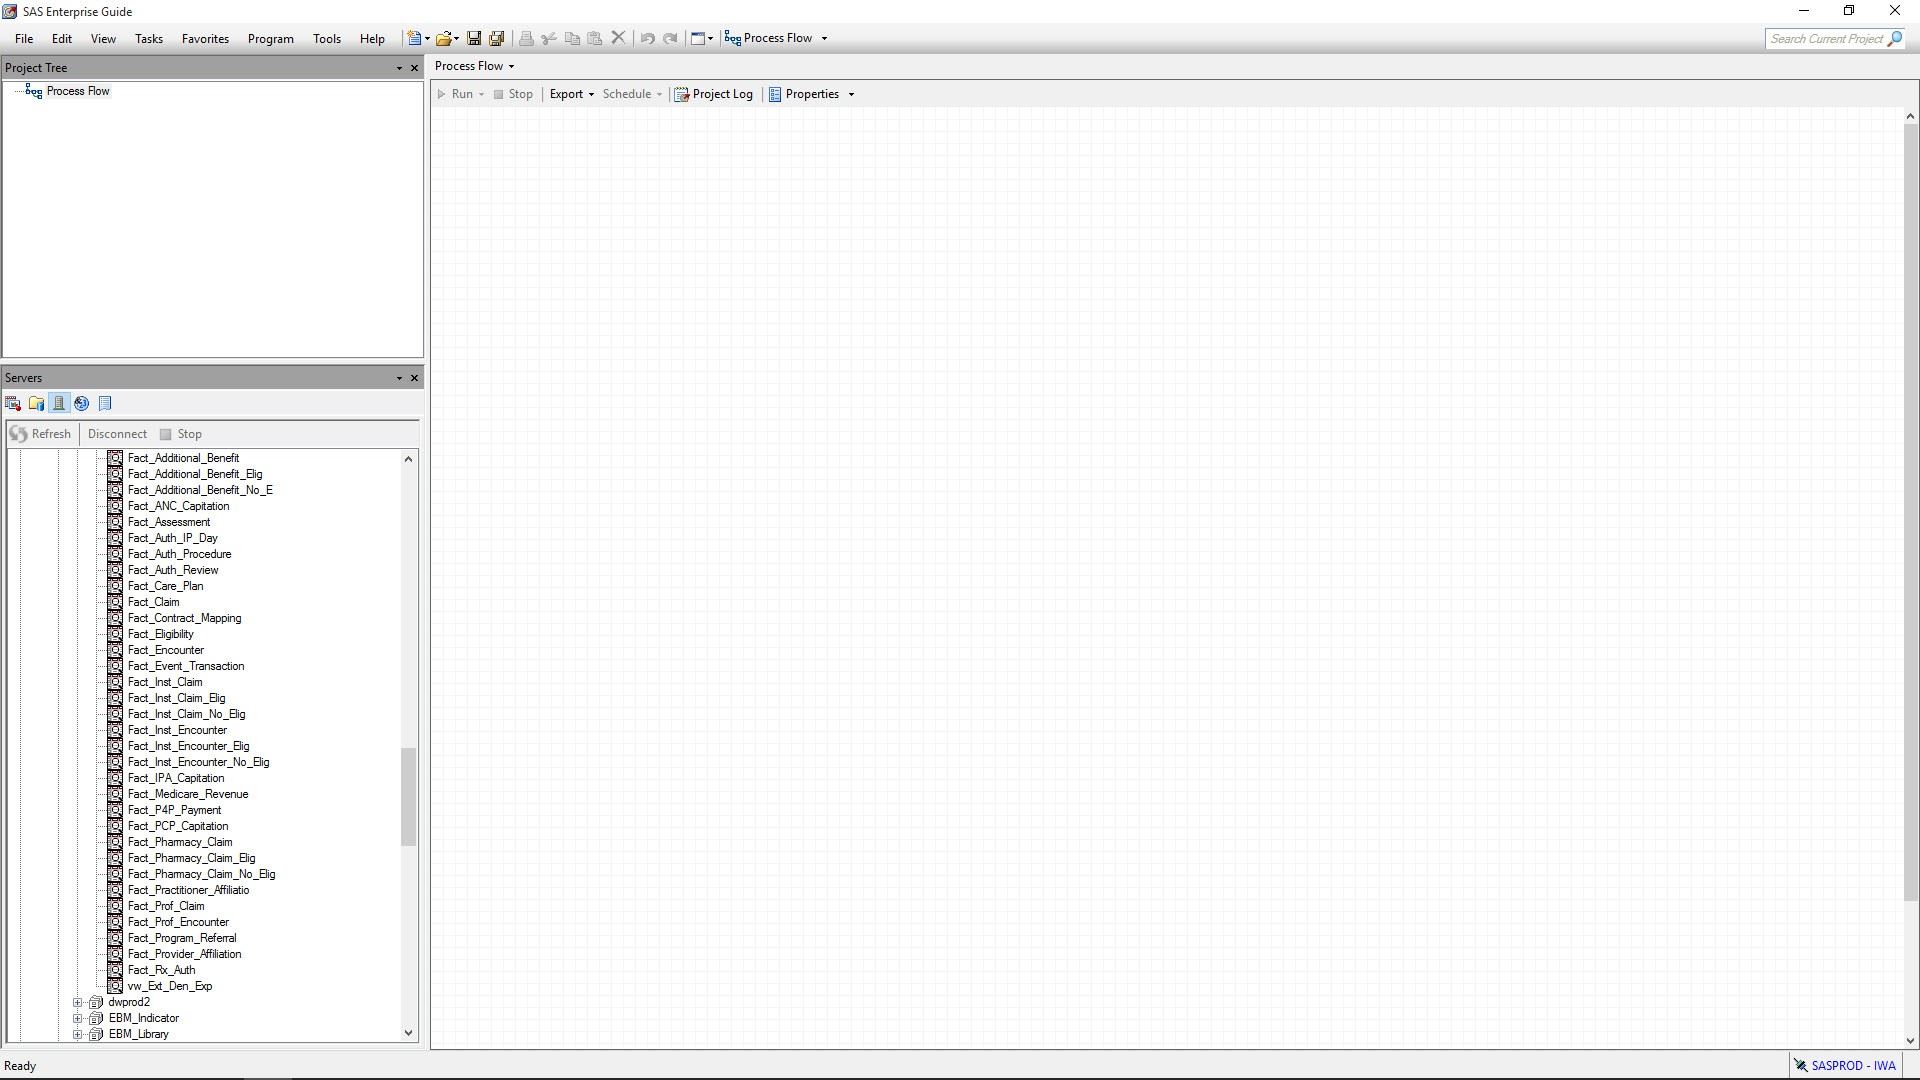 SAS Enterprise Guide
File Edit View Tasks Favorites Program Tools Help Process Flow Search Current Project
Project Tree
Process Flow
Process Flow
Run Stop Export Schedule Project Log Properties
Servers
Refresh Disconnect Stop
Fact_Additional_Benefit
Fact_Additional_Benefit_Elig
Fact_Additional_Benefit_No_E
Fact_ANC_Capitation
Fact_Assessment
Fact_Auth_IP_Day
Fact_Auth_Procedure
Fact_Auth_Review
Fact_Care_Plan
Fact_Claim
Fact_Contract_Mapping
Fact_Eligibility
Fact_Encounter
Fact_Event_Transaction
Fact_Inst_Claim
Fact_Inst_Claim_Elig
Fact_Inst_Claim_No_Elig
Fact_Inst_Encounter
Fact_Inst_Encounter_Elig
Fact_Inst_Encounter_No_Elig
Fact_IPA_Capitation
Fact_Medicare_Revenue
Fact_P4P_Payment
Fact_PCP_Capitation
Fact_Pharmacy_Claim
Fact_Pharmacy_Claim_Elig
Fact_Pharmacy_Claim_No_Elig
Fact_Practitioner_Affiliatio
Fact_Prof_Claim
Fact_Prof_Encounter
Fact_Program_Referral
Fact_Provider_Affiliation
Fact_Rx_Auth
vw_Ext_Den_Exp
dwprod2
EBM_Indicator
EBM_Library
Ready
SASPROD - IWA